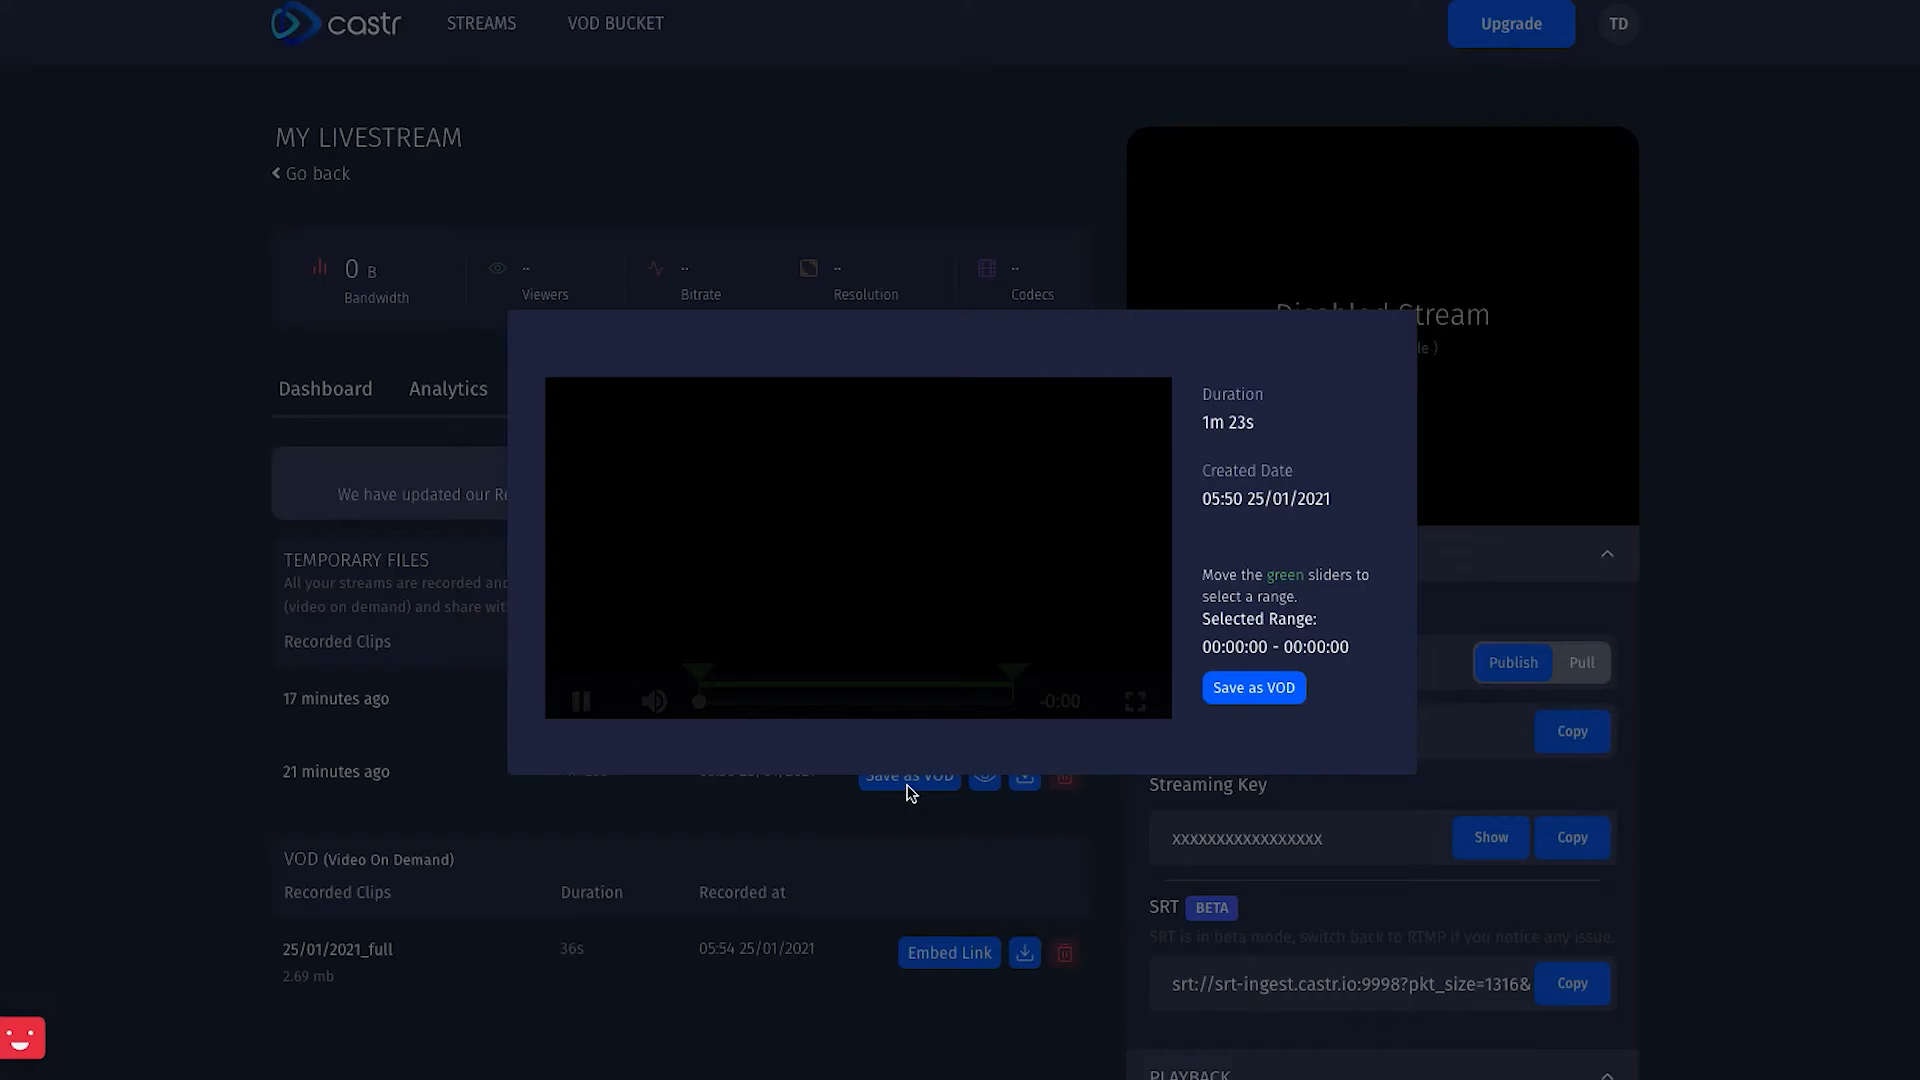 castr
STREAMS
VOD BUCKET
Upgrade
TD
MY LIVESTREAM
Go back
0 B
Bandwidth
--
Viewers
--
Bitrate
--
Resolution
--
Codecs
Stream
le )
Dashboard
Analytics
We have updated our Re
TEMPORARY FILES
All your streams are recorded and
(video on demand) and share wit
Recorded Clips
17 minutes ago
21 minutes ago
Save as VOD
Duration
1m 23s
Created Date
05:50 25/01/2021
Move the green sliders to
select a range.
Selected Range:
00:00:00 - 00:00:00
Save as VOD
-0:00
Publish
Pull
Copy
Streaming Key
xxxxxxxxxxxxxxxxx
Show
Copy
SRT BETA
SRT is in beta mode, switch back to RTMP if you notice any issue.
srt://srt-ingest.castr.io:9998?pkt_size=1316&
Copy
PLAYBACK
VOD (Video On Demand)
Recorded Clips
Duration
Recorded at
25/01/2021_full
36s
05:54 25/01/2021
Embed Link
2.69 mb